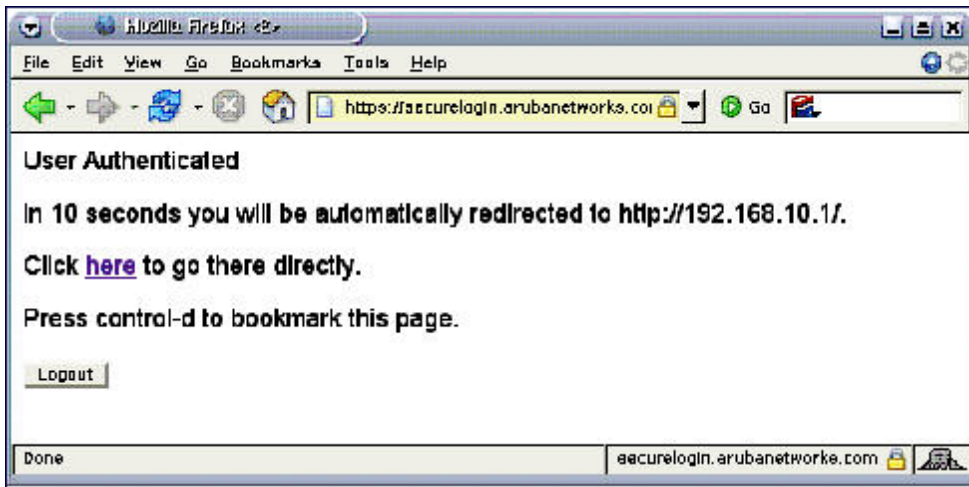 Mozilla Firefox <2>
File Edit View Go Bookmarks Tools Help
https://securelogin.arubanetworks.com Go
User Authenticated
In 10 seconds you will be automatically redirected to http://192.168.10.1/.
Click here to go there directly.
Press control-d to bookmark this page.
Logout
Done securelogin.arubanetworks.com